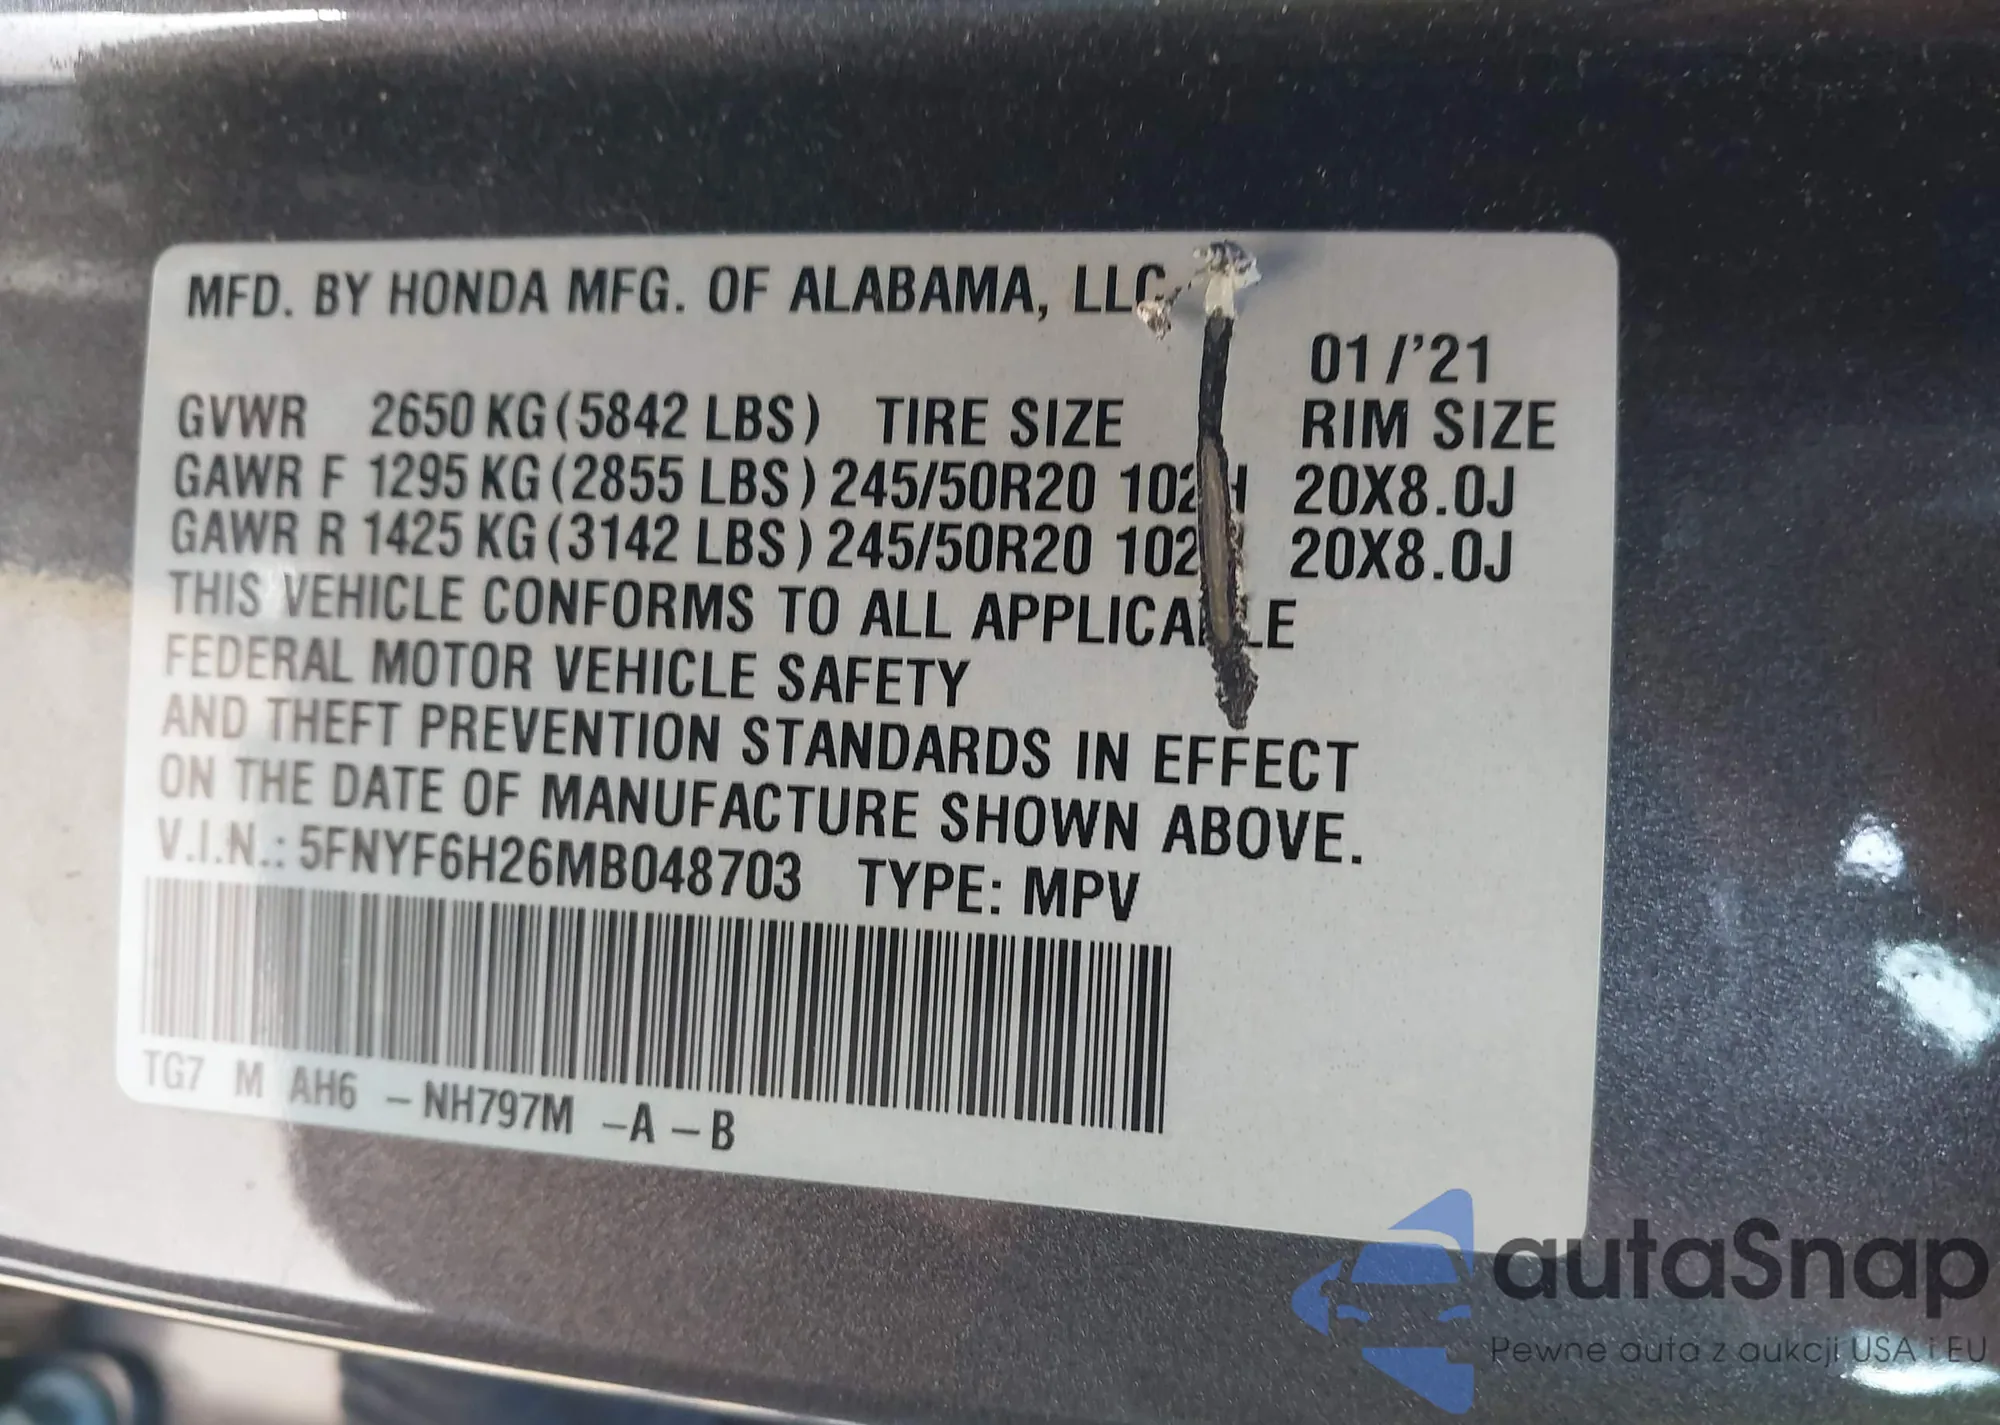 MFD. BY HONDA MFG. OF ALABAMA, LLC
01/'21
GVWR 2650 KG (5842 LBS) TIRE SIZE RIM SIZE
GAWR F 1295 KG (2855 LBS) 245/50R20 102H 20X8.0J
GAWR R 1425 KG (3142 LBS) 245/50R20 102 20X8.0J
THIS VEHICLE CONFORMS TO ALL APPLICABLE
FEDERAL MOTOR VEHICLE SAFETY
AND THEFT PREVENTION STANDARDS IN EFFECT
ON THE DATE OF MANUFACTURE SHOWN ABOVE.
V.I.N.: 5FNYF6H26MB048703 TYPE: MPV
TG7 M AH6 -NH797M -A-B
autaSnap
Pewne auta z aukcji USA i EU